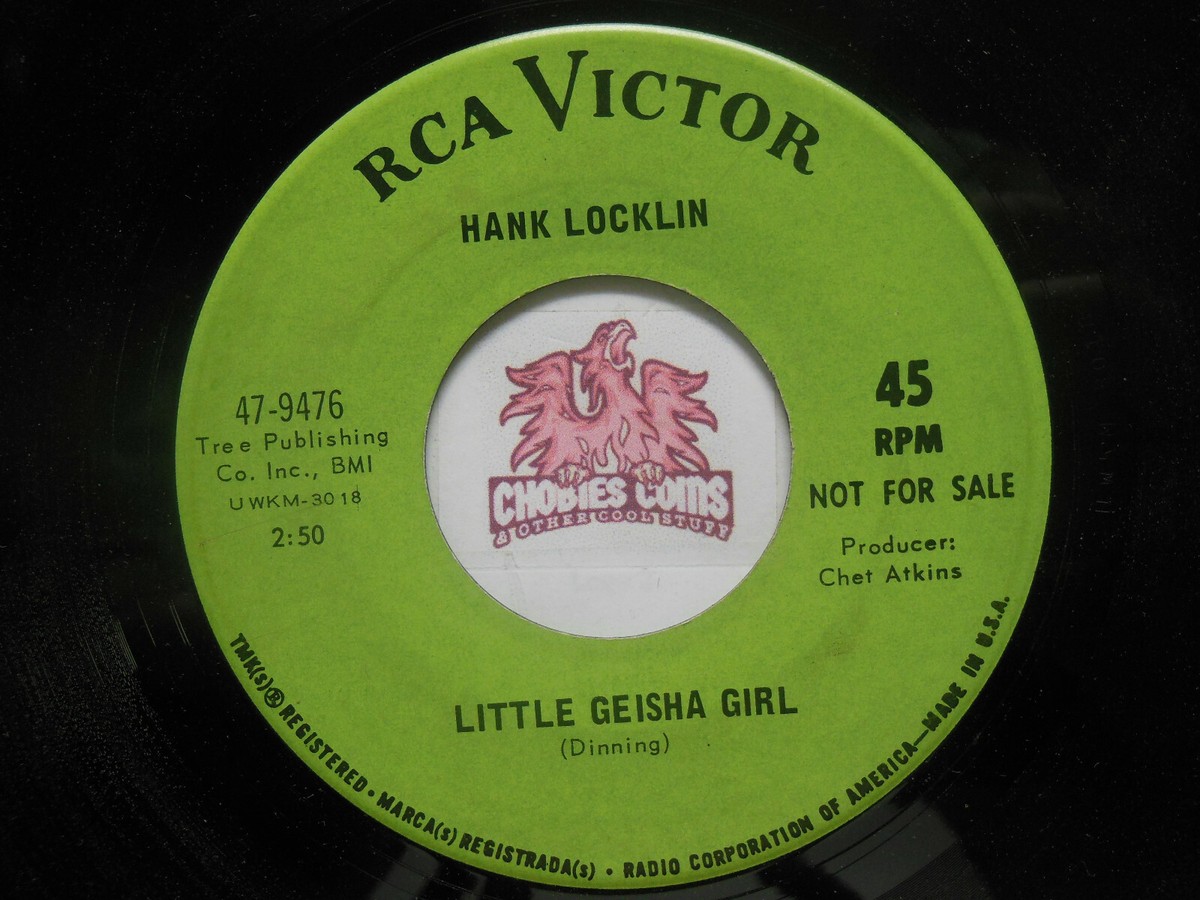 RCA VICTOR
HANK LOCKLIN
47-9476
Tree Publishing
Co. Inc., BMI
UWKM-3018
2:50
CHOBIES COINS
& OTHER COOL STUFF
45
RPM
NOT FOR SALE
Producer:
Chet Atkins
LITTLE GEISHA GIRL
(Dinning)
TMK(s) ® REGISTERED • MARCA(s) REGISTRADA(s) • RADIO CORPORATION OF AMERICA—MADE IN U.S.A.